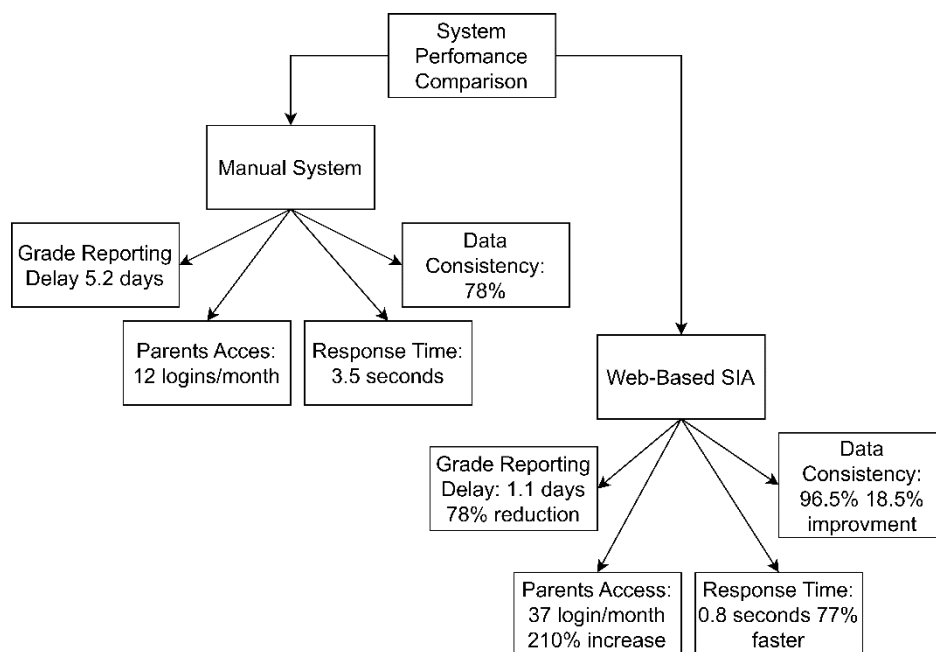 System
Perfomance
Comparison
Manual System
Grade Reporting
Delay 5.2 days
Data
Consistency:
78%
Parents Acces:
12 logins/month
Response Time:
3.5 seconds
Web-Based SIA
Grade Reporting
Delay: 1.1 days
78% reduction
Data
Consistency:
96.5% 18.5%
improvment
Parents Access:
37 login/month
210% increase
Response Time:
0.8 seconds 77%
faster